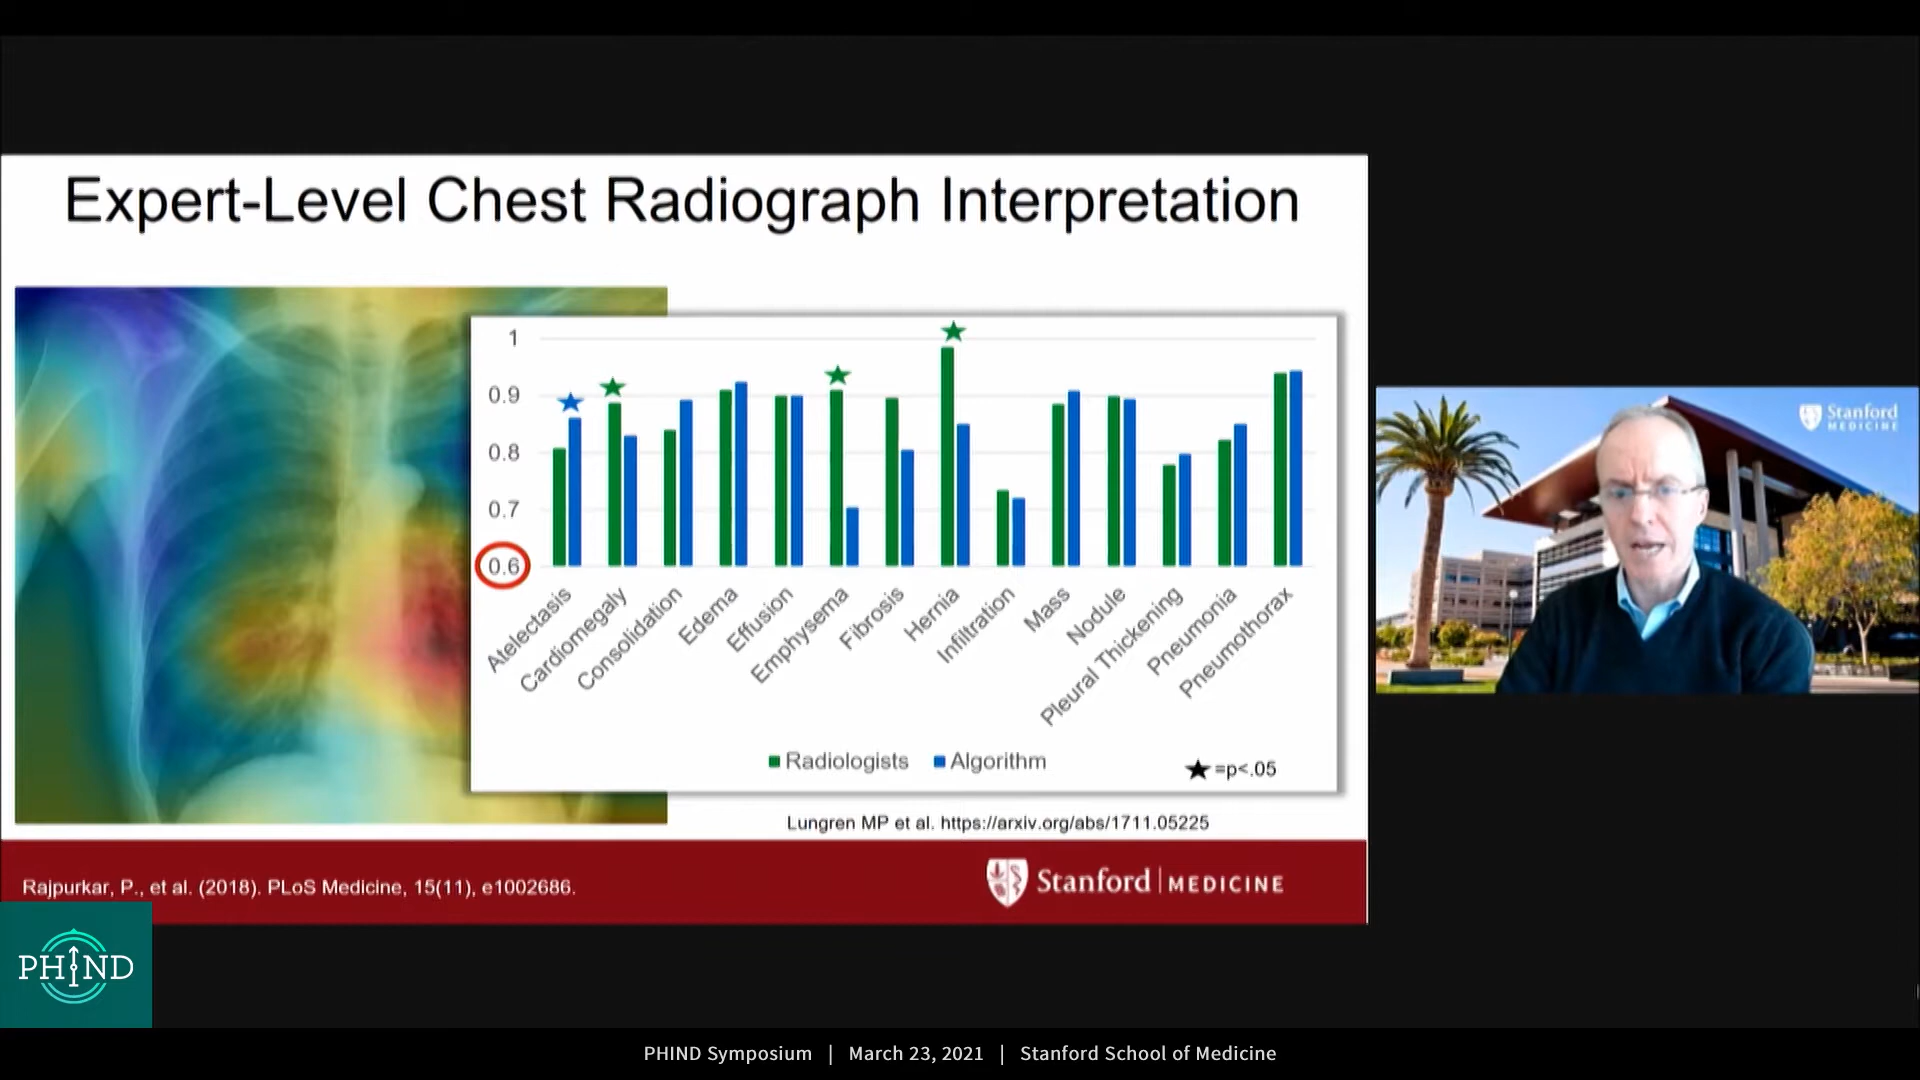 Expert-Level Chest Radiograph Interpretation
1
0.9
0.8
0.7
0.6
Atelectasis
Cardiomegaly
Consolidation
Edema
Effusion
Emphysema
Fibrosis
Hernia
Infiltration
Mass
Nodule
Pleural Thickening
Pneumonia
Pneumothorax
Radiologists Algorithm
=p<.05
Lungren MP et al. https://arxiv.org/abs/1711.05225
Rajpurkar, P., et al. (2018). PLoS Medicine, 15(11), e1002686.
Stanford | MEDICINE
Stanford
MEDICINE
PHIND
PHIND Symposium | March 23, 2021 | Stanford School of Medicine